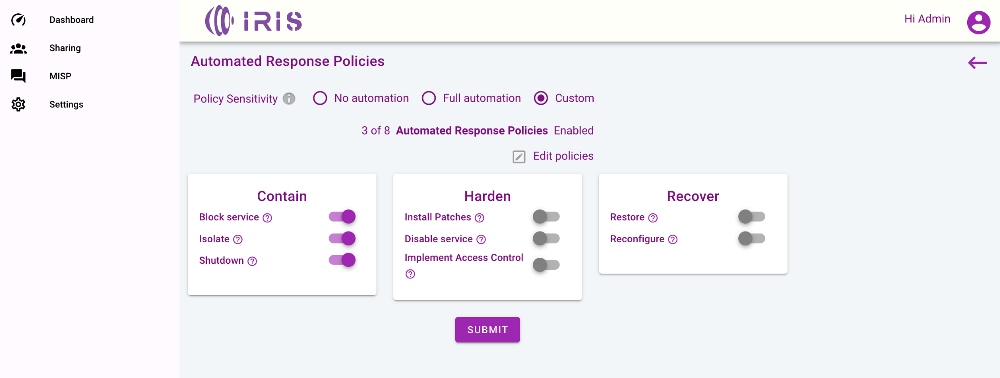 Dashboard
Sharing
MISP
Settings
IRIS
Hi Admin
Automated Response Policies
Policy Sensitivity i No automation Full automation Custom
3 of 8 Automated Response Policies Enabled
Edit policies
Contain
Block service ?
Isolate ?
Shutdown ?
Harden
Install Patches ?
Disable service ?
Implement Access Control
?
Recover
Restore ?
Reconfigure ?
SUBMIT